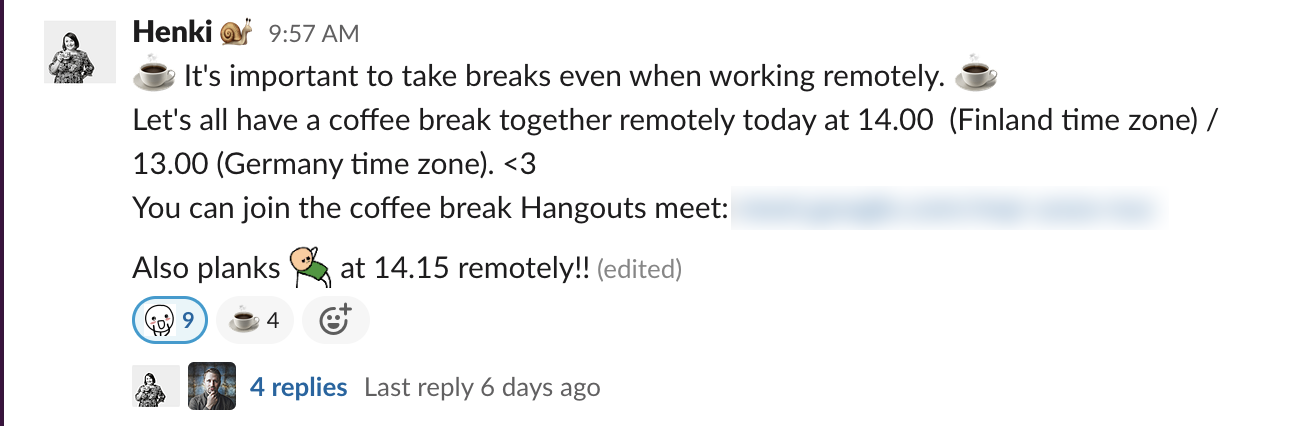 Henki 🐌 9:57 AM
☕ It's important to take breaks even when working remotely. ☕
Let's all have a coffee break together remotely today at 14.00  (Finland time zone) /
13.00 (Germany time zone). <3
You can join the coffee break Hangouts meet:
Also planks at 14.15 remotely!! (edited)
9 ☕ 4
4 replies Last reply 6 days ago